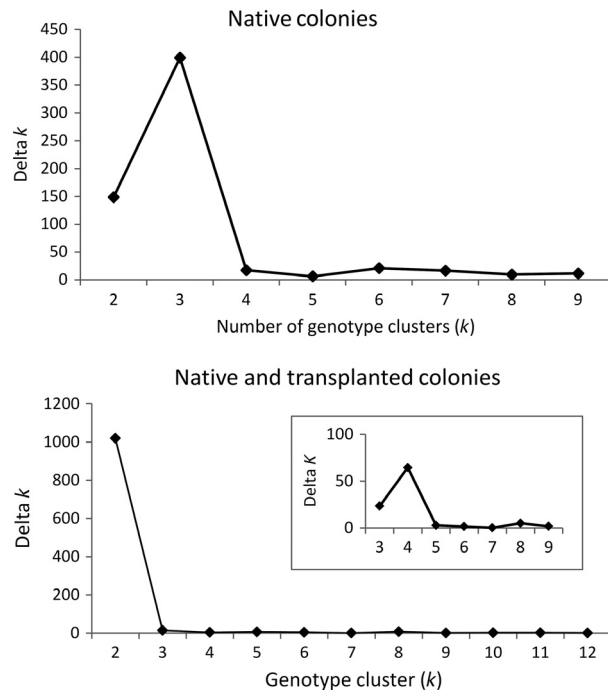 Native colonies
450
400
350
300
250
200
150
100
50
0
Delta k
2 3 4 5 6 7 8 9
Number of genotype clusters (k)
Native and transplanted colonies
1200
1000
800
600
400
200
0
Delta k
100
50
0
Delta K
3 4 5 6 7 8 9
2 3 4 5 6 7 8 9 10 11 12
Genotype cluster (k)